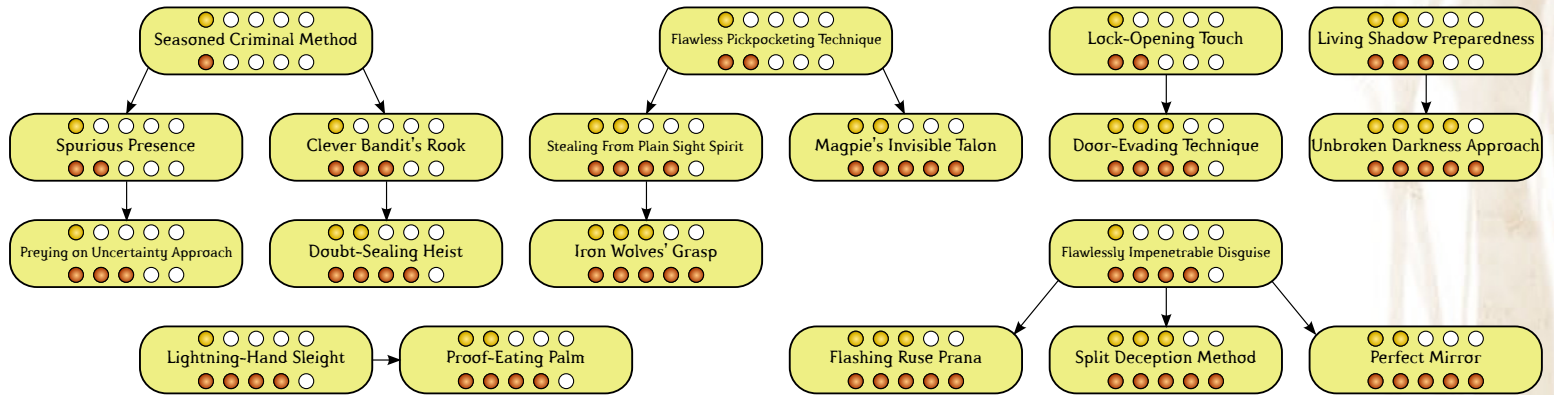 Seasoned Criminal Method
Flawless Pickpocketing Technique
Lock-Opening Touch
Living Shadow Preparedness
Spurious Presence
Clever Bandit's Rook
Stealing From Plain Sight Spirit
Magpie's Invisible Talon
Door-Evading Technique
Unbroken Darkness Approach
Preying on Uncertainty Approach
Doubt-Sealing Heist
Iron Wolves' Grasp
Flawlessly Impenetrable Disguise
Lightning-Hand Sleight
Proof-Eating Palm
Flashing Ruse Prana
Split Deception Method
Perfect Mirror